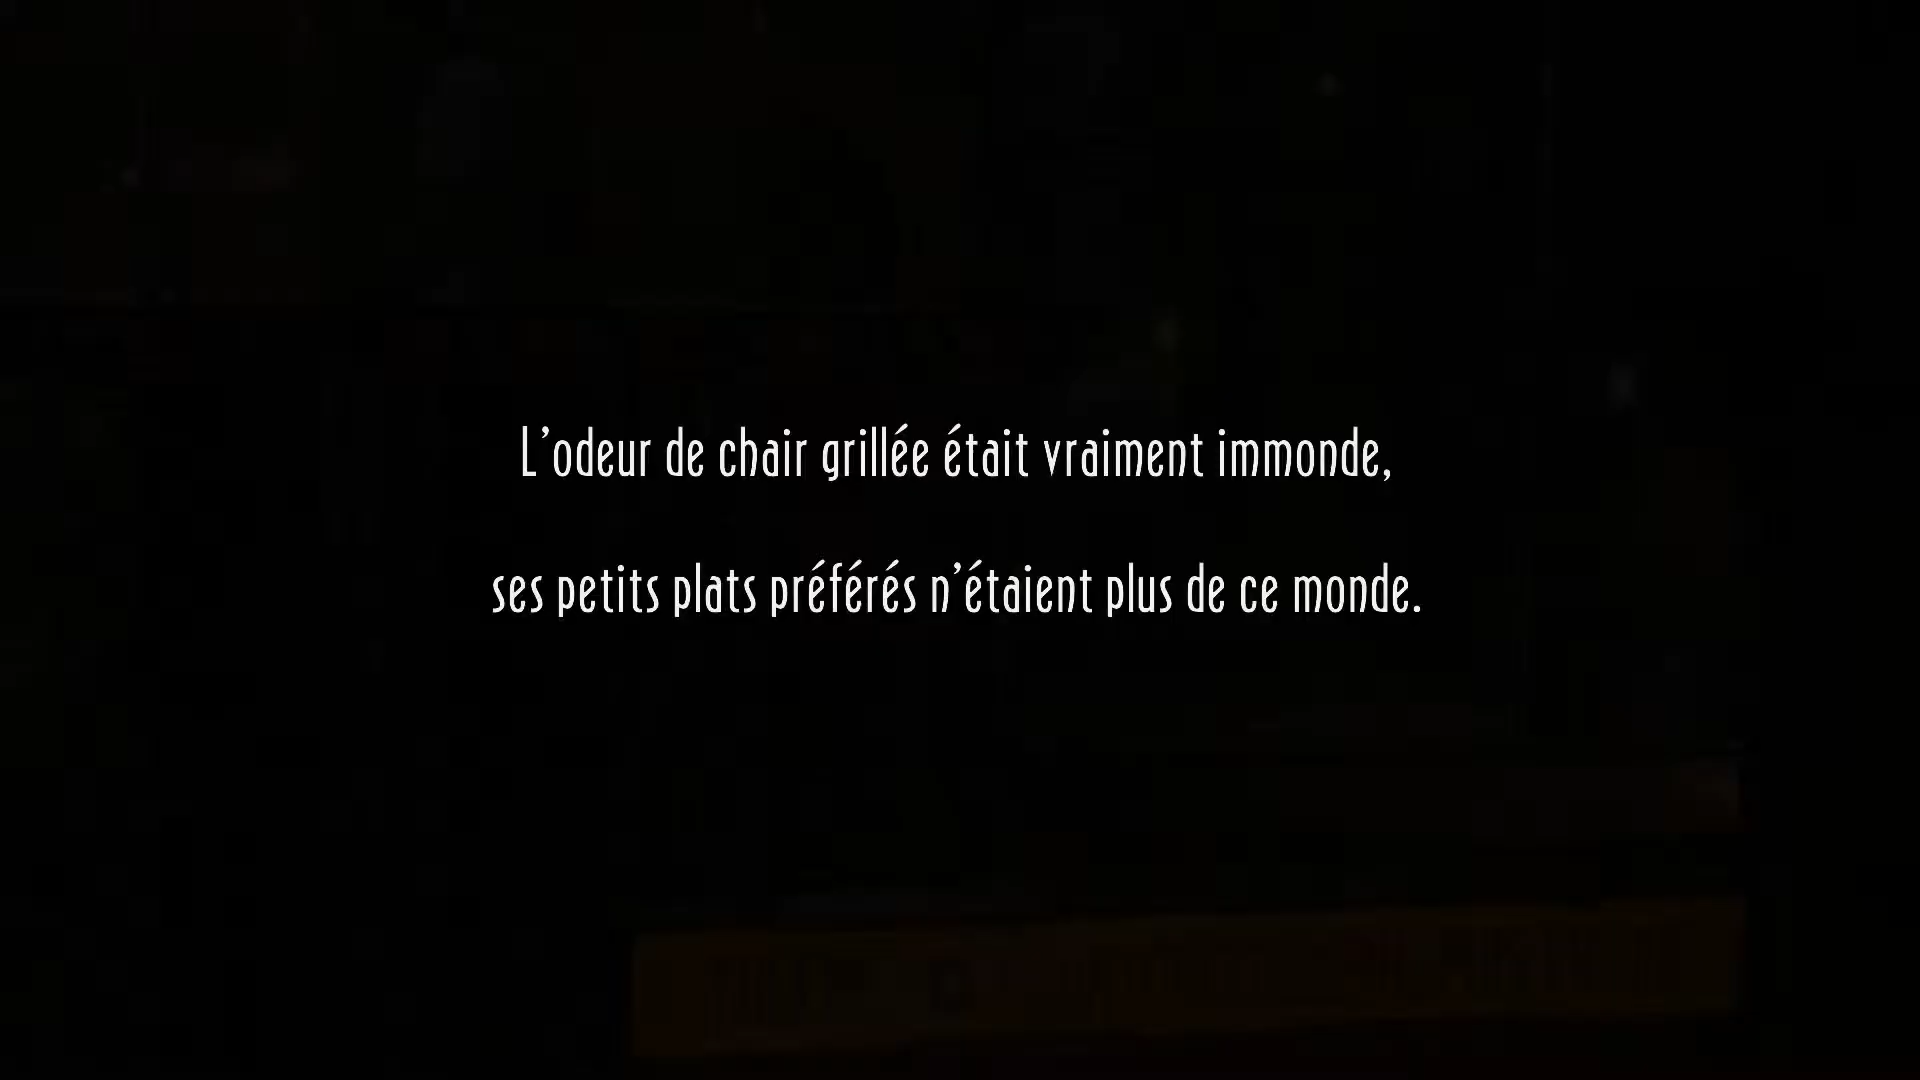 L’odeur de chair grillée était vraiment immonde,
ses petits plats préférés n’étaient plus de ce monde.